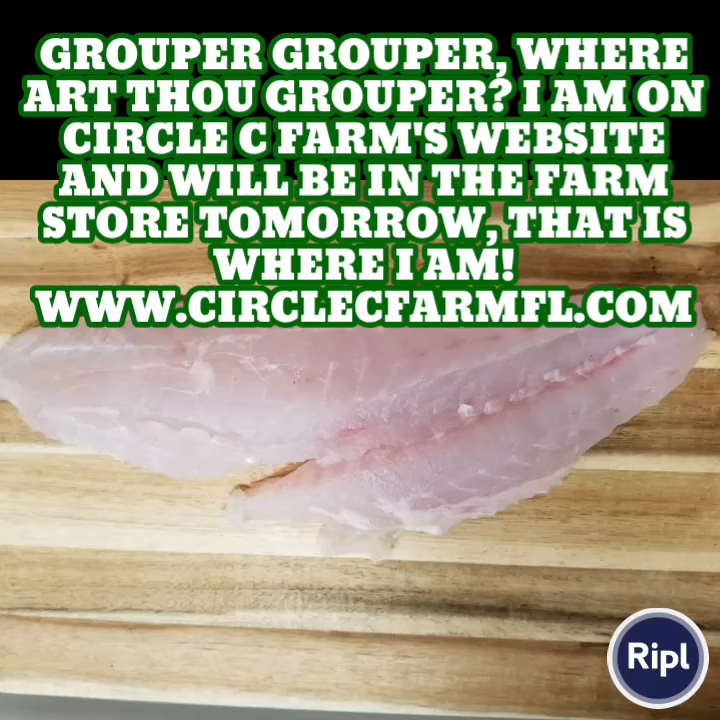 GROUPER GROUPER, WHERE
ART THOU GROUPER? I AM ON
CIRCLE C FARM'S WEBSITE
AND WILL BE IN THE FARM
STORE TOMORROW, THAT IS
WHERE I AM!
WWW.CIRCLECFARMFL.COM
Ripl